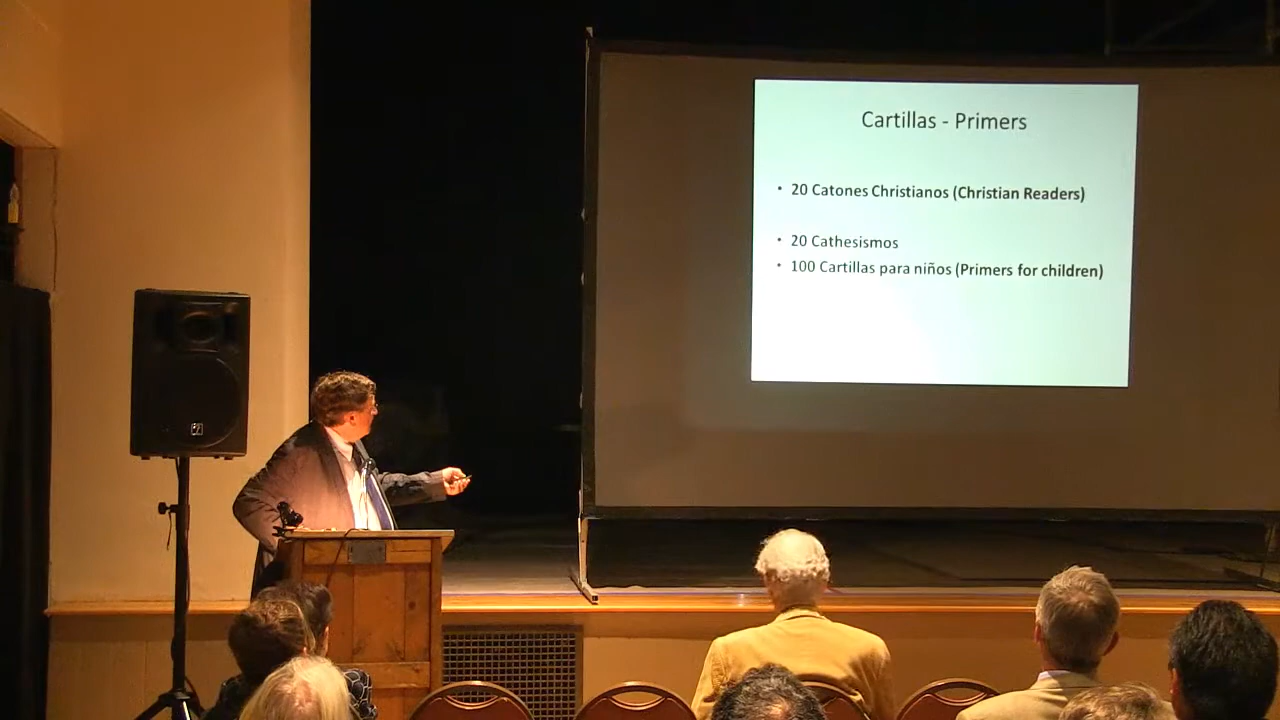 Cartillas - Primers
• 20 Catones Christianos (Christian Readers)
• 20 Cathesismos
• 100 Cartillas para niños (Primers for children)